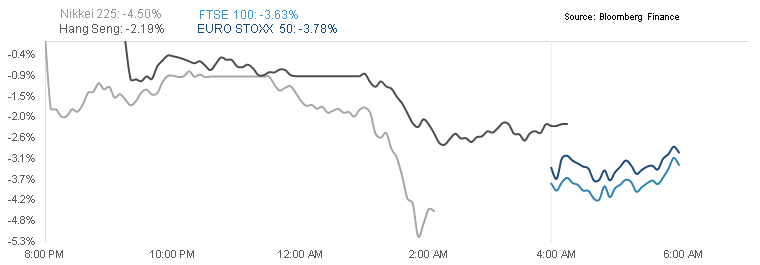 Nikkei 225: -4.50%
FTSE 100: -3.63%
Hang Seng: -2.19%
EURO STOXX 50: -3.78%
Source: Bloomberg Finance
-0.4%
-0.9%
-1.5%
-2.0%
-2.6%
-3.1%
-3.7%
-4.2%
-4.8%
-5.3%
8:00 PM
10:00 PM
12:00 AM
2:00 AM
4:00 AM
6:00 AM